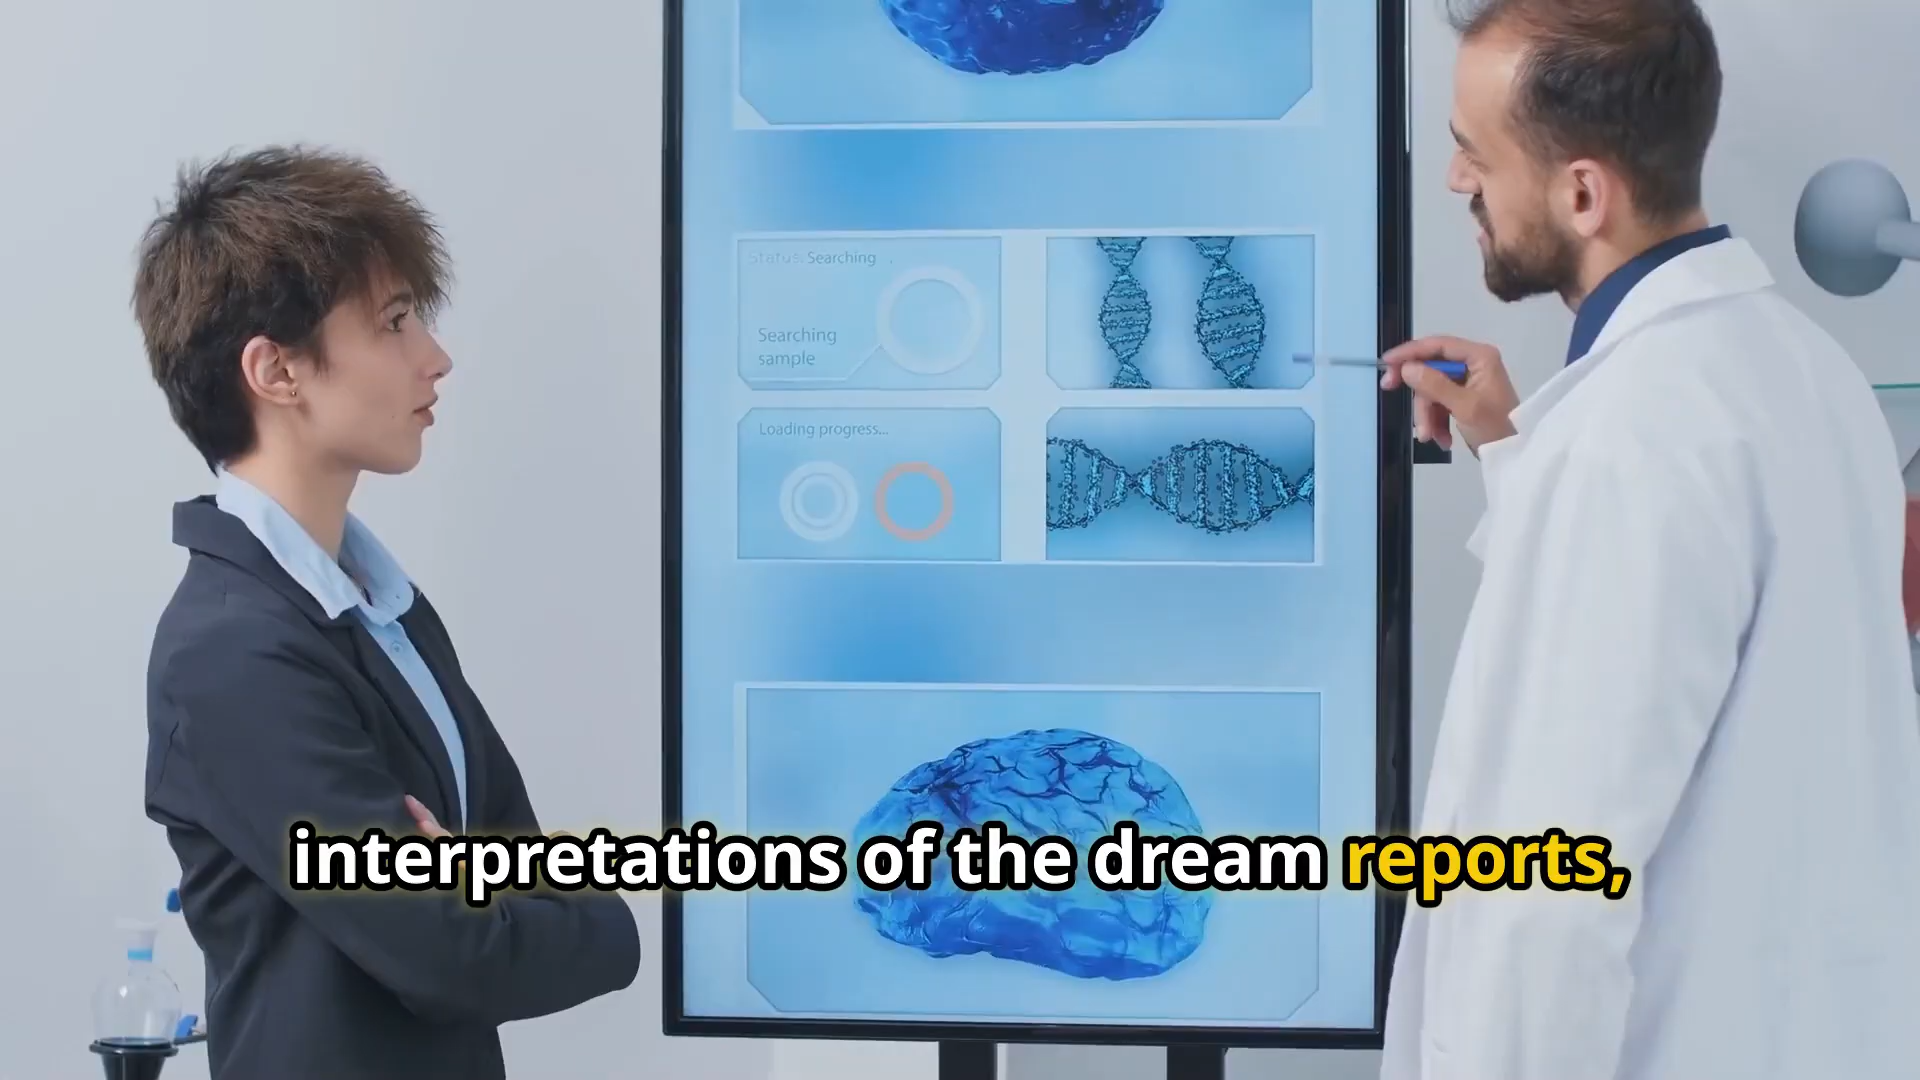 Status: Searching .
Searching
sample
Loading progress...
interpretations of the dream reports,